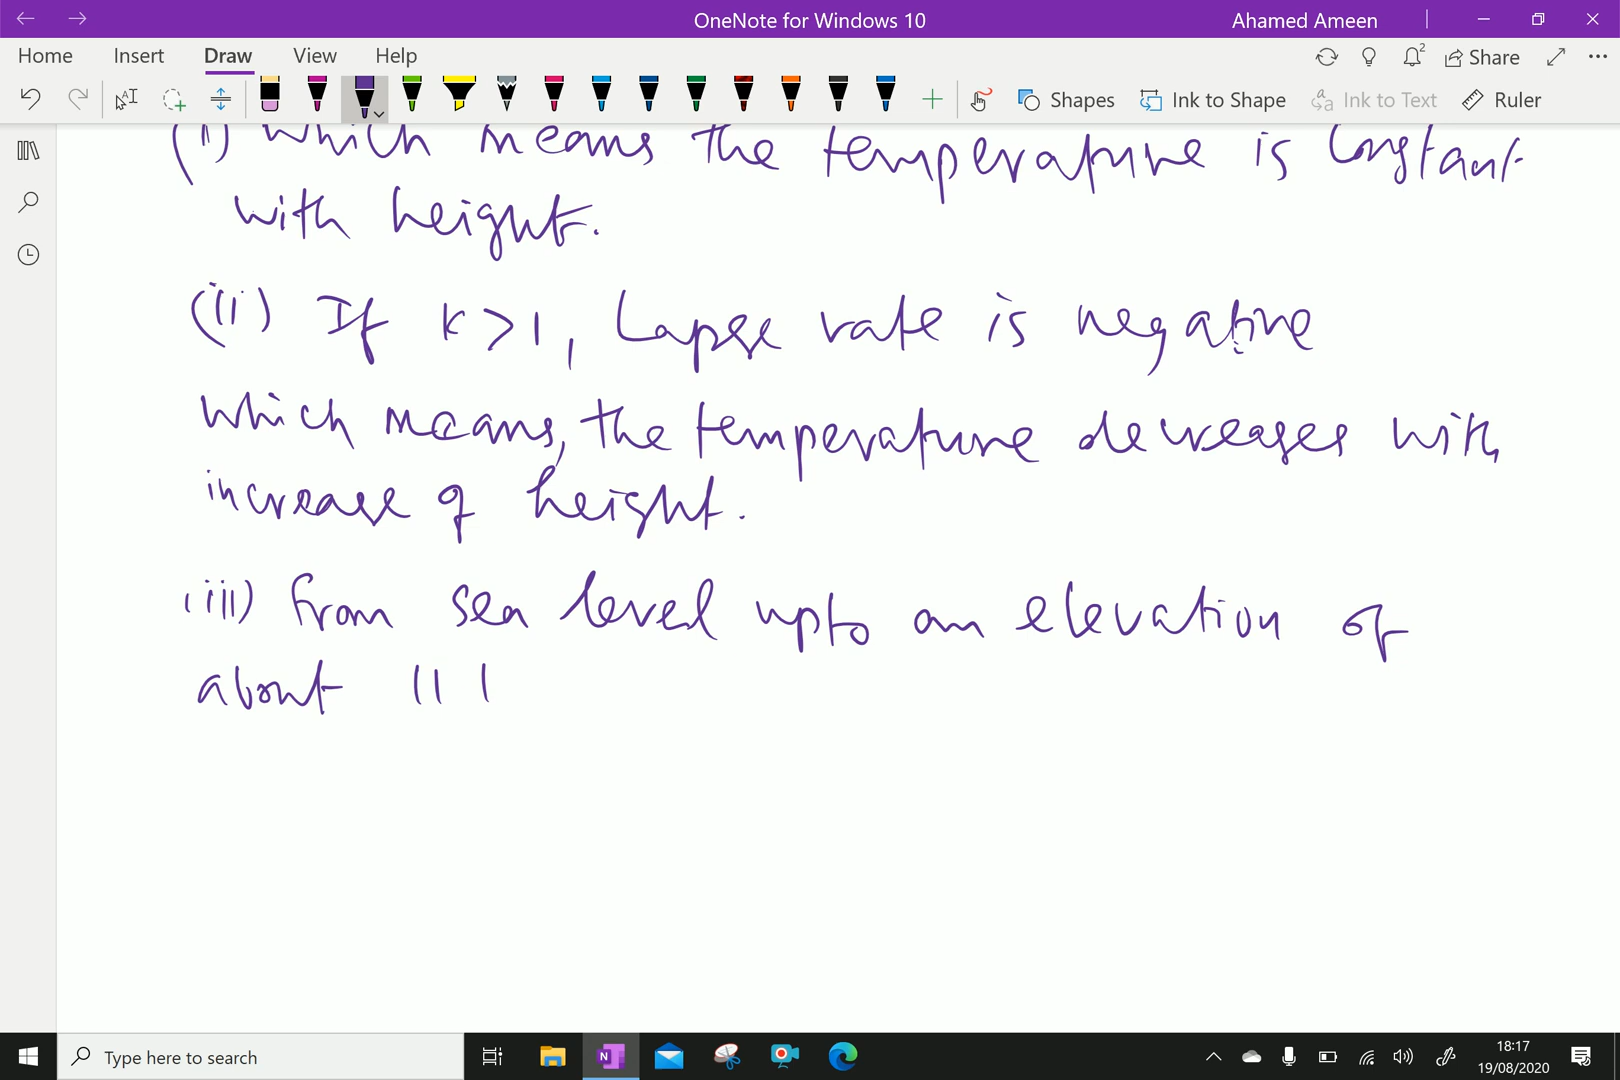 OneNote for Windows 10
Ahamed Ameen
Home Insert Draw View Help
2 Share
AI Shapes Ink to Shape Ink to Text Ruler
which means the temperature is constant
with height.
(ii) If k>1, Lapse rate is negative
which means, the temperature decreases with
increase of height.
(iii) From sea level upto an elevation of
about 11
Type here to search
18:17
19/08/2020